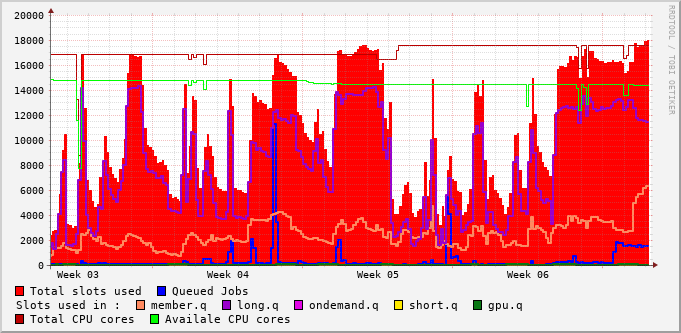 20000
18000
16000
14000
12000
10000
8000
6000
4000
2000
0
Week 03 Week 04 Week 05 Week 06
RRDTOOL / TOBI OETIKER
Total slots used Queued Jobs
Slots used in : member.q long.q ondemand.q short.q gpu.q
Total CPU cores Availale CPU cores